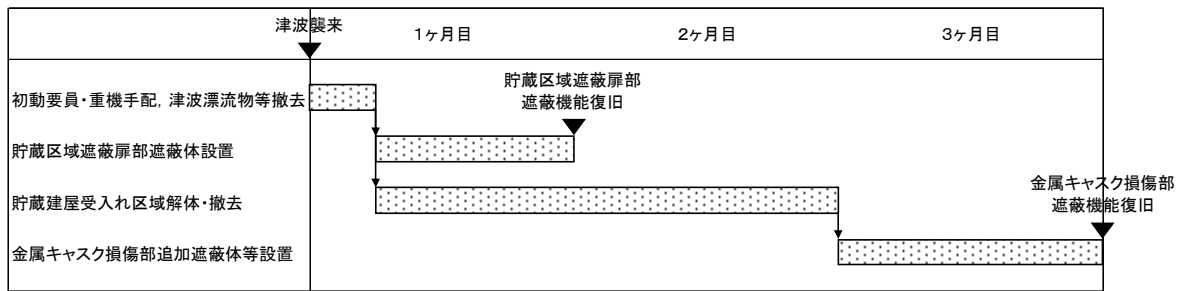 津波襲来
1ヶ月目
2ヶ月目
3ヶ月目
初動要員・重機手配，津波漂流物等撤去
貯蔵区域遮蔽扉部
遮蔽機能復旧
貯蔵区域遮蔽扉部遮蔽体設置
貯蔵建屋受入れ区域解体・撤去
金属キャスク損傷部
遮蔽機能復旧
金属キャスク損傷部追加遮蔽体等設置